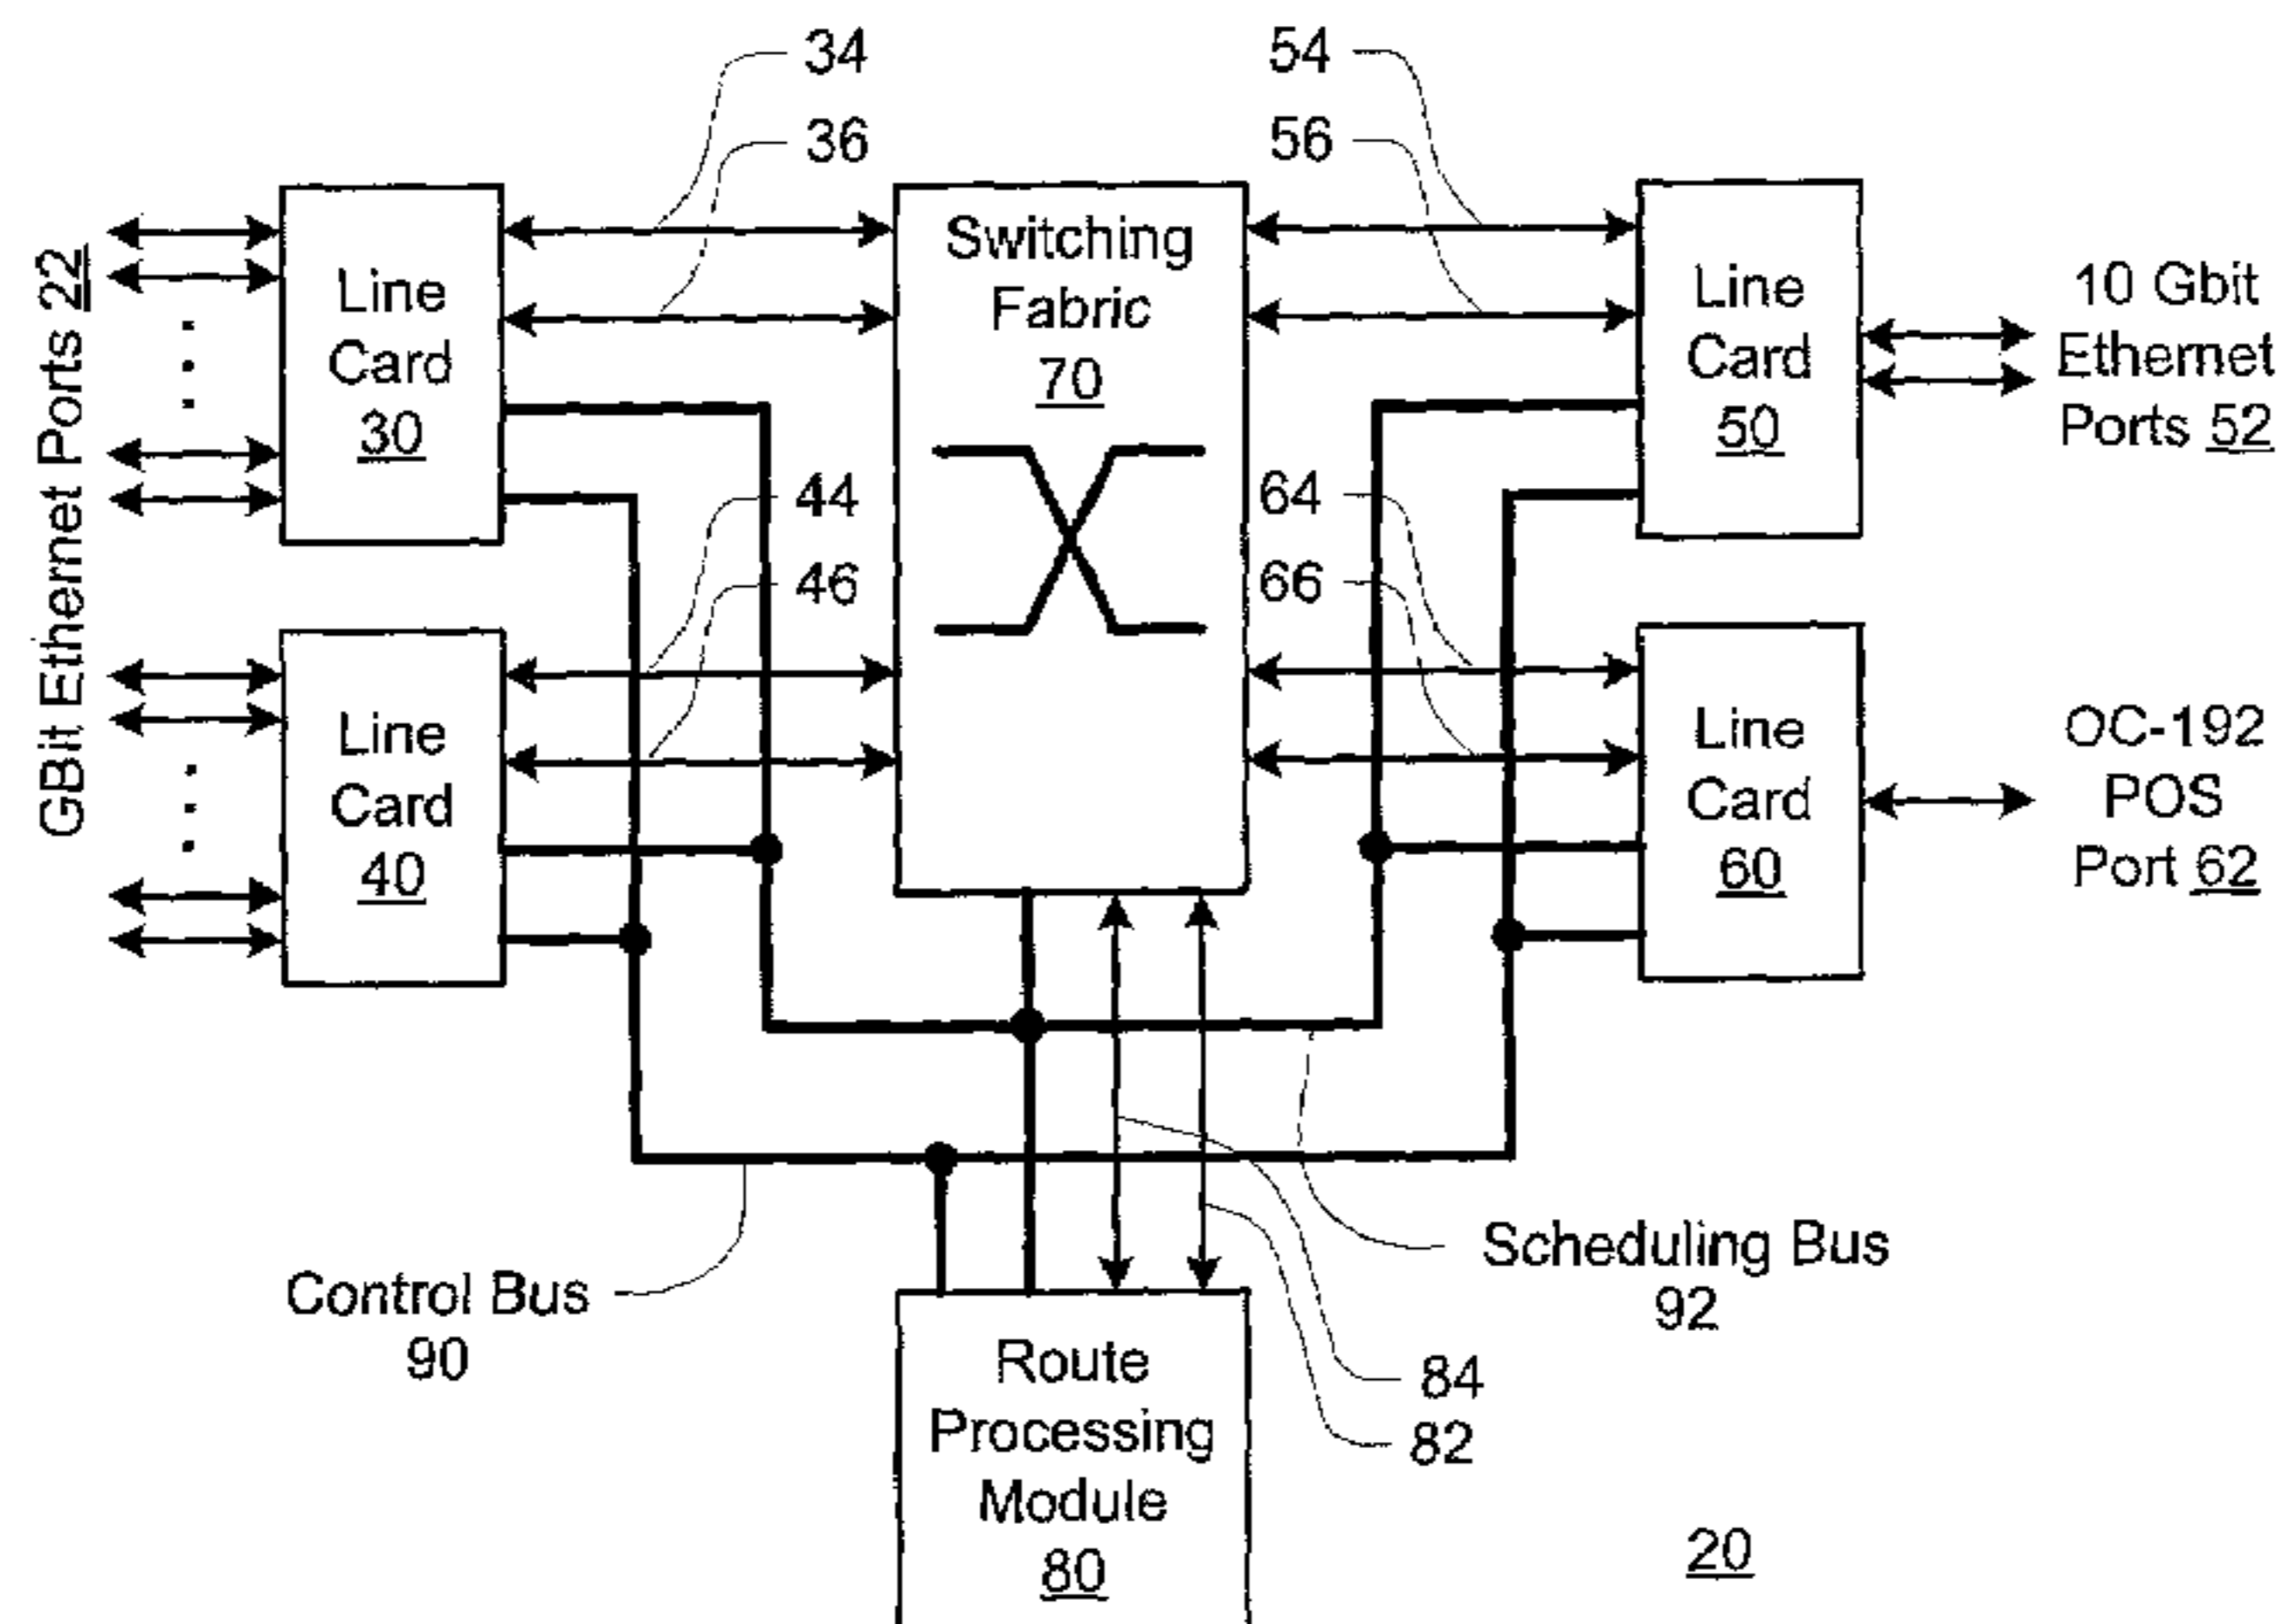 34
36
54
56
GBit Ethernet Ports 22
Line
Card
30
Switching
Fabric
70
Line
Card
50
10 Gbit
Ethernet
Ports 52
44
46
64
66
Line
Card
40
Line
Card
60
OC-192
POS
Port 62
Control Bus
90
Scheduling Bus
92
84
82
Route
Processing
Module
80
20